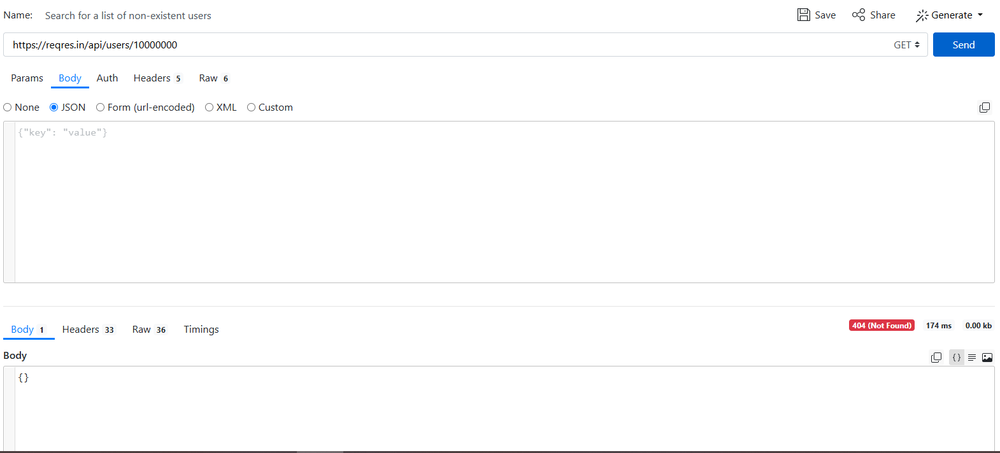 Name: Search for a list of non-existent users Save Share Generate
https://reqres.in/api/users/10000000 GET Send
Params Body Auth Headers 5 Raw 6
None JSON Form (url-encoded) XML Custom
{"key": "value"}
Body 1 Headers 33 Raw 36 Timings 404 (Not Found) 174 ms 0.00 kb
Body {}
{}